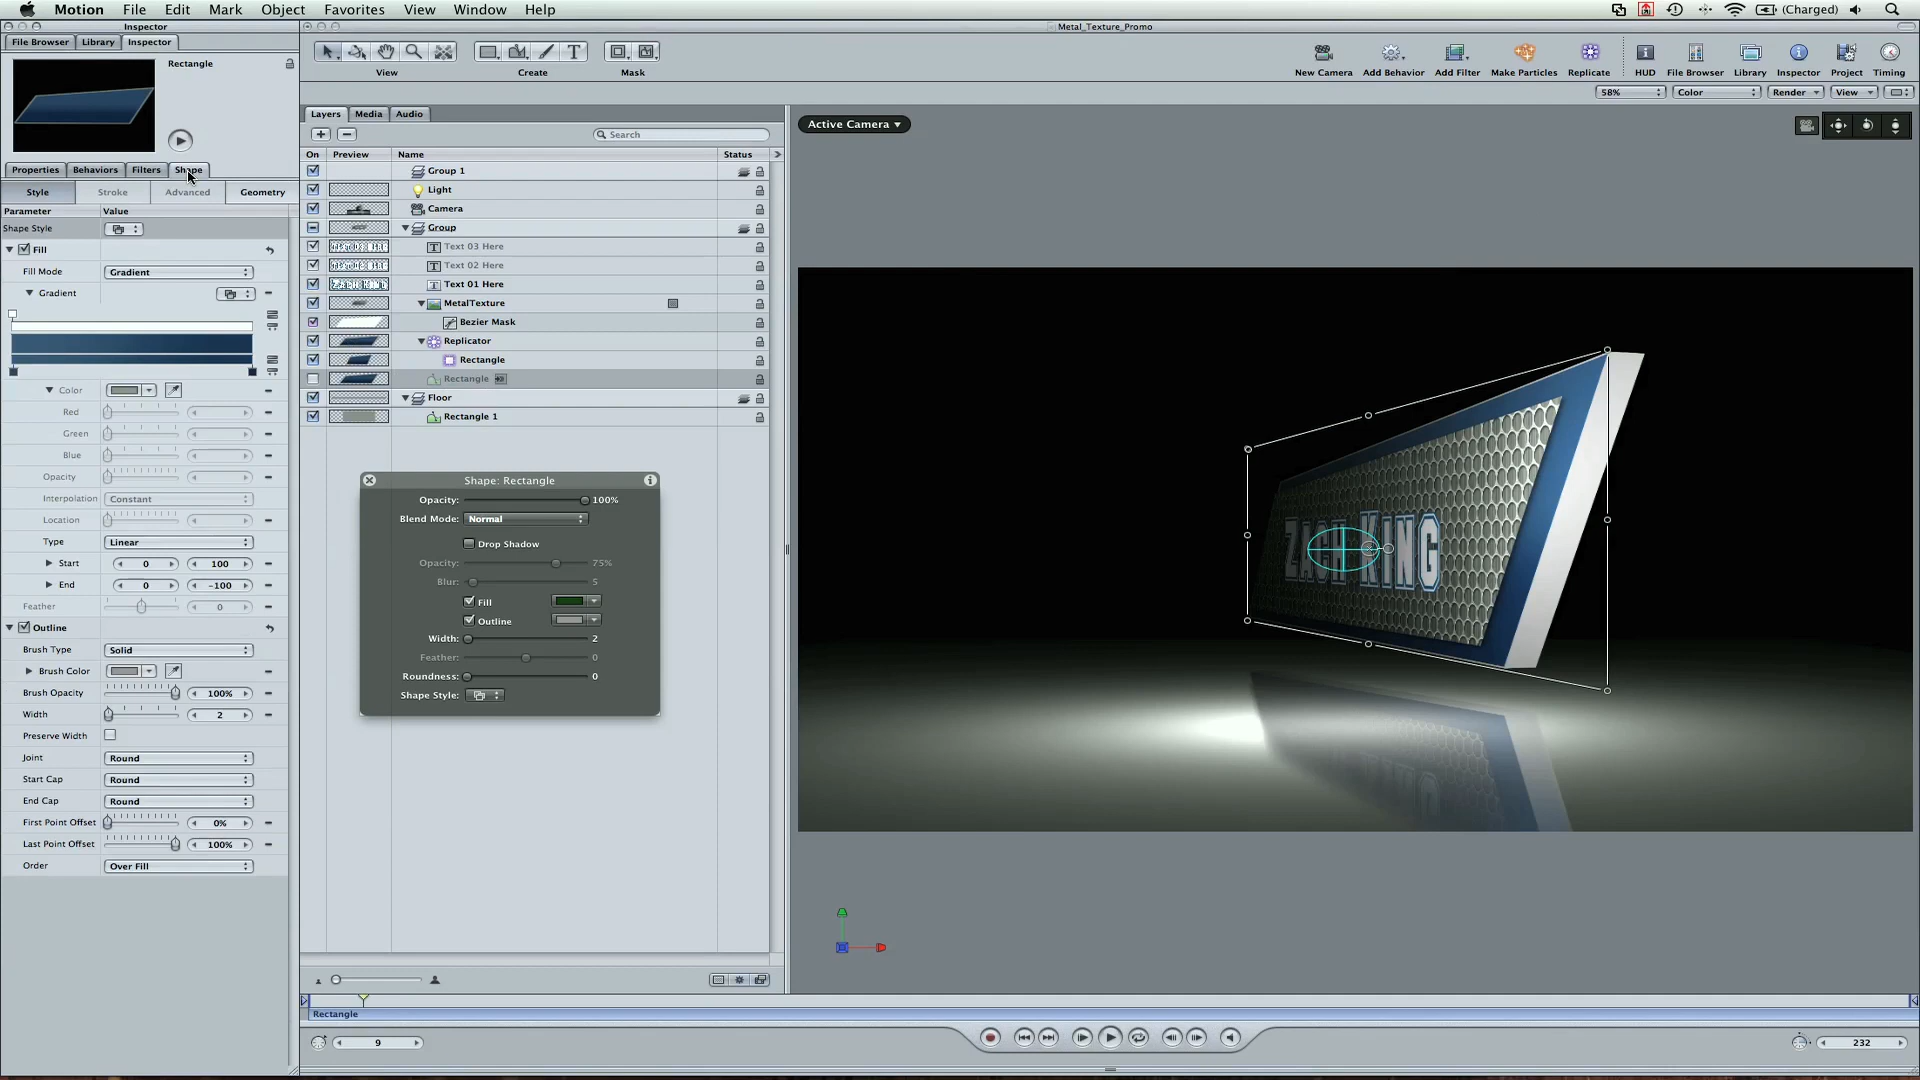 Motion File Edit Mark Object Favorites View Window Help (Charged)
Inspector
Metal_Texture_Promo
File Browser Library Inspector
Rectangle
View Create Mask
New Camera Add Behavior Add Filter Make Particles Replicate HUD File Browser Library Inspector Project Timing
58% Color Render View
Properties Behaviors Filters Shape
Style Stroke Advanced Geometry
Parameter Value
Shape Style
Fill
Fill Mode Gradient
Gradient
Color
Red
Green
Blue
Opacity
Interpolation Constant
Location
Type Linear
Start 0 100
End 0 -100
Feather 0
Outline
Brush Type Solid
Brush Color
Brush Opacity 100%
Width 2
Preserve Width
Joint Round
Start Cap Round
End Cap Round
First Point Offset 0%
Last Point Offset 100%
Order Over Fill
Layers Media Audio
Search
On Preview Name Status
Group 1
Light
Camera
Group
Text 03 Here
Text 02 Here
Text 01 Here
MetalTexture
Bezier Mask
Replicator
Rectangle
Rectangle
Floor
Rectangle 1
Shape: Rectangle
Opacity: 100%
Blend Mode: Normal
Drop Shadow
Opacity: 75%
Blur: 5
Fill
Outline
Width: 2
Feather: 0
Roundness: 0
Shape Style:
Active Camera
ZACH KING
Rectangle
9
232